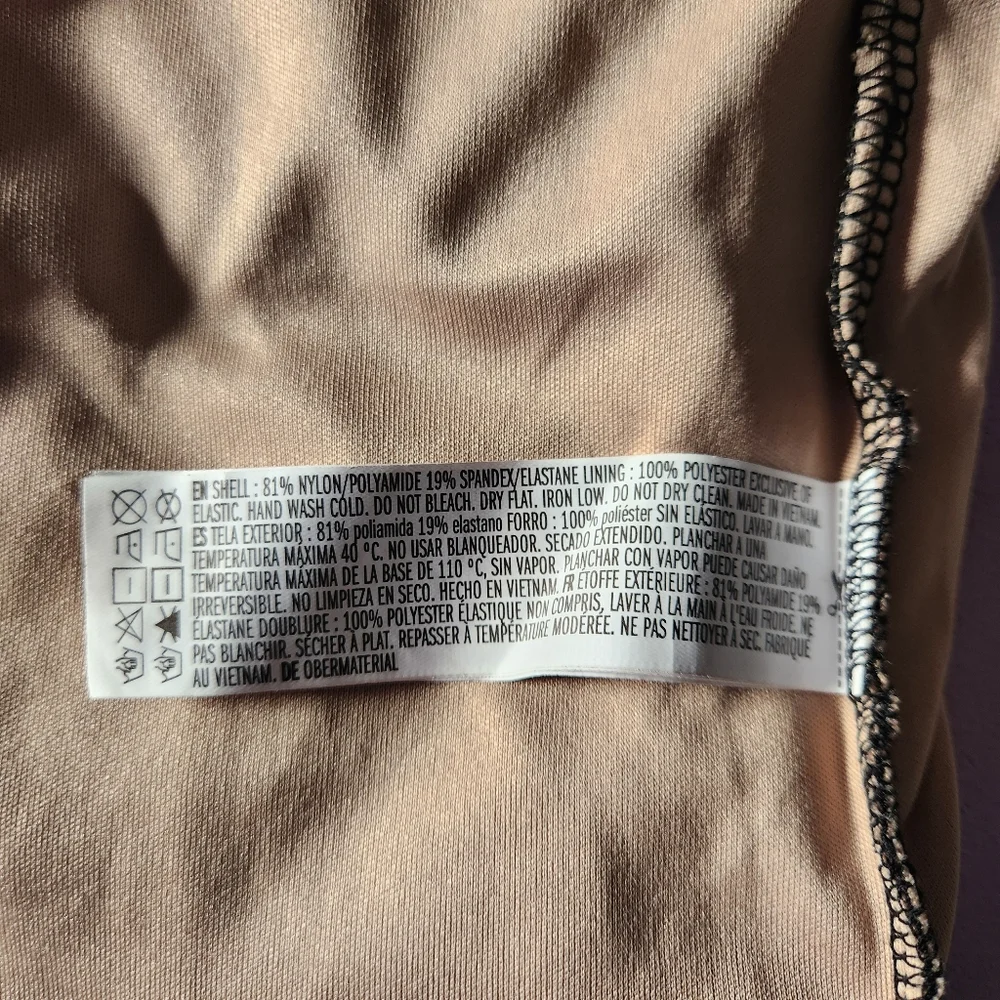 EN SHELL : 81% NYLON/POLYAMIDE 19% SPANDEX/ELASTANE LINING : 100% POLYESTER EXCLUSIVE OF
ELASTIC. HAND WASH COLD. DO NOT BLEACH. DRY FLAT. IRON LOW. DO NOT DRY CLEAN. MADE IN VIETNAM.
ES TELA EXTERIOR : 81% poliamida 19% elastano FORRO : 100% poliéster SIN ELÁSTICO. LAVAR A MANO.
TEMPERATURA MÁXIMA 40 °C. NO USAR BLANQUEADOR. SECADO EXTENDIDO. PLANCHAR A UNA
TEMPERATURA MÁXIMA DE LA BASE DE 110 °C, SIN VAPOR. PLANCHAR CON VAPOR PUEDE CAUSAR DAÑO
IRREVERSIBLE. NO LIMPIEZA EN SECO. HECHO EN VIETNAM. FR ÉTOFFE EXTÉRIEURE : 81% POLYAMIDE 19%
ÉLASTANE DOUBLURE : 100% POLYESTER ÉLASTIQUE NON COMPRIS, LAVER À LA MAIN À L'EAU FROIDE. NE
PAS BLANCHIR. SÉCHER À PLAT. REPASSER À TEMPÉRATURE MODÉRÉE. NE PAS NETTOYER À SEC. FABRIQUÉ
AU VIETNAM. DE OBERMATERIAL